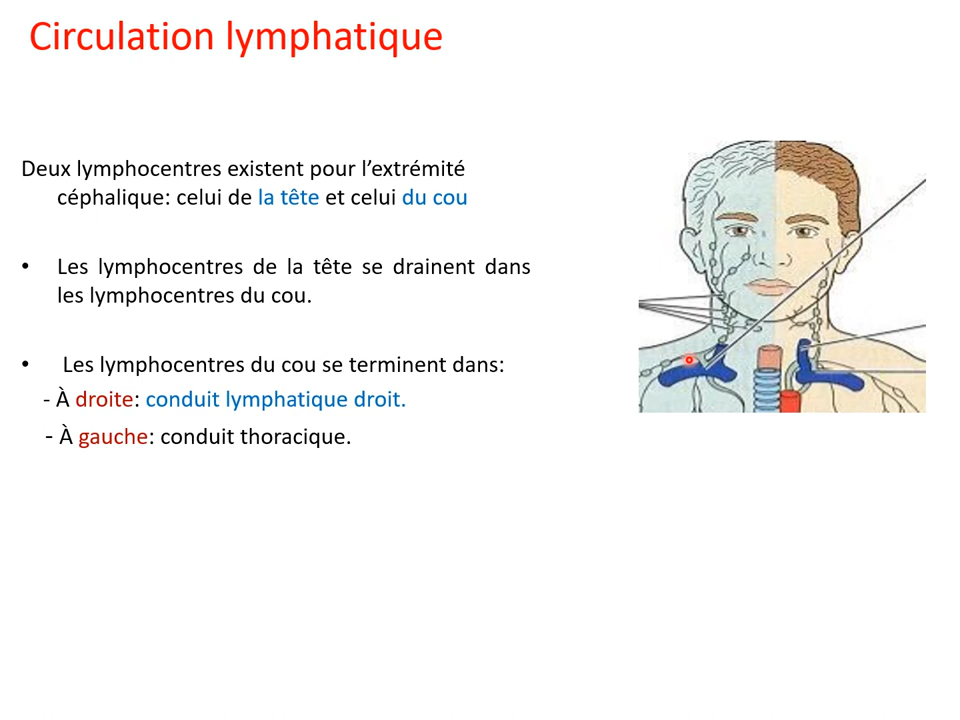 Circulation lymphatique
Deux lymphocentres existent pour l’extrémité
céphalique: celui de la tête et celui du cou
• Les lymphocentres de la tête se drainent dans
les lymphocentres du cou.
• Les lymphocentres du cou se terminent dans:
- À droite: conduit lymphatique droit.
- À gauche: conduit thoracique.